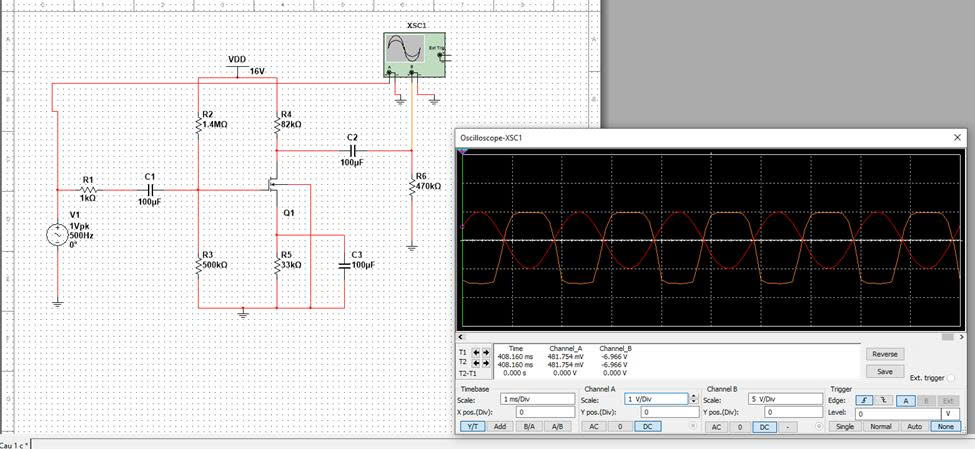 XSC1
Ext Trig
A
B
VDD
16V
R2
1.4MΩ
R4
82kΩ
C2
100µF
R6
470kΩ
R1
1kΩ
C1
100µF
V1
1Vpk
500Hz
0°
Q1
R3
500kΩ
R5
33kΩ
C3
100µF
Cau 1 c *
Oscilloscope-XSC1
Time Channel_A Channel_B
T1 408.160 ms 481.754 mV -6.966 V
T2 408.160 ms 481.754 mV -6.966 V
T2-T1 0.000 s 0.000 V 0.000 V
Reverse
Save
Ext. trigger
Timebase
Scale: 1 ms/Div
X pos.(Div): 0
Y/T Add B/A A/B
Channel A
Scale: 1 V/Div
Y pos.(Div): 0
AC 0 DC
Channel B
Scale: 5 V/Div
Y pos.(Div): 0
AC 0 DC -
Trigger
Edge: A B Ext
Level: 0 V
Single Normal Auto None